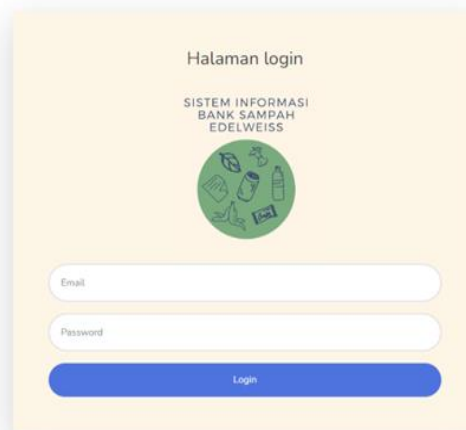 Halaman login
SISTEM INFORMASI
BANK SAMPAH
EDELWEISS
Email
Password
Login